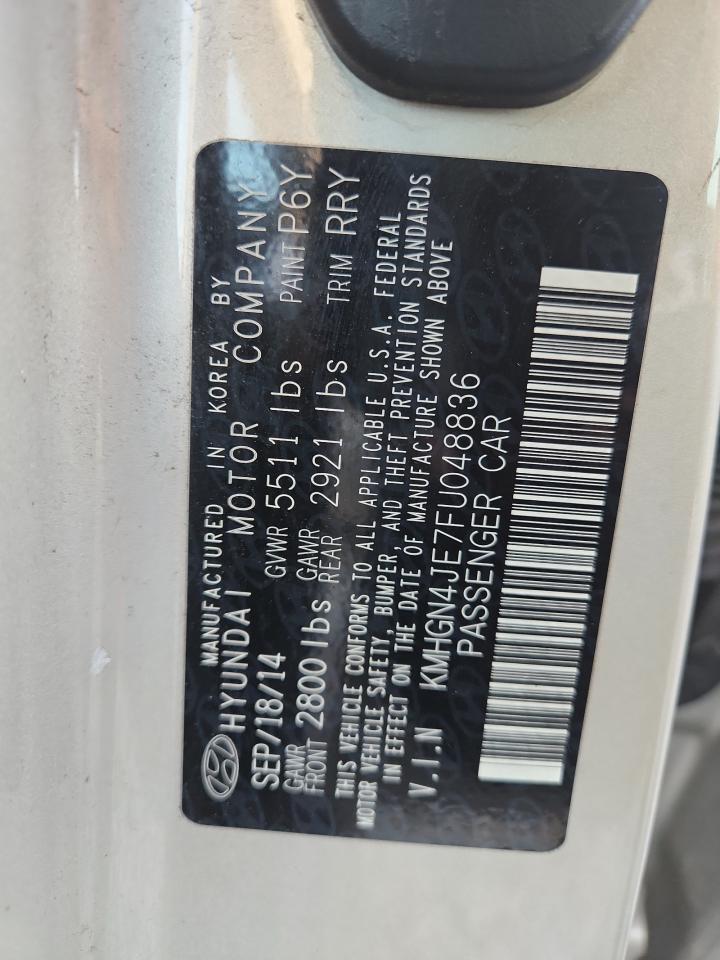 MANUFACTURED IN KOREA BY
HYUNDAI MOTOR COMPANY
SEP/18/14 GVWR 5511 lbs PAINT P6Y
GAWR FRONT 2800 lbs GAWR REAR 2921 lbs TRIM RRY
THIS VEHICLE CONFORMS TO ALL APPLICABLE U.S.A. FEDERAL
MOTOR VEHICLE SAFETY, BUMPER, AND THEFT PREVENTION STANDARDS
IN EFFECT ON THE DATE OF MANUFACTURE SHOWN ABOVE
V.I.N KMHGN4JE7FU048836
PASSENGER CAR